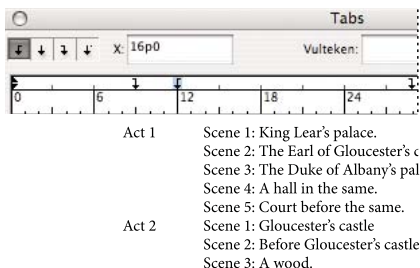 Tabs
X: 16p0 Vulteken:
0 6 12 18 24
Act 1 Scene 1: King Lear's palace.
Scene 2: The Earl of Gloucester's
Scene 3: The Duke of Albany's
Scene 4: A hall in the same.
Scene 5: Court before the same.
Act 2 Scene 1: Gloucester's castle
Scene 2: Before Gloucester's castle
Scene 3: A wood.